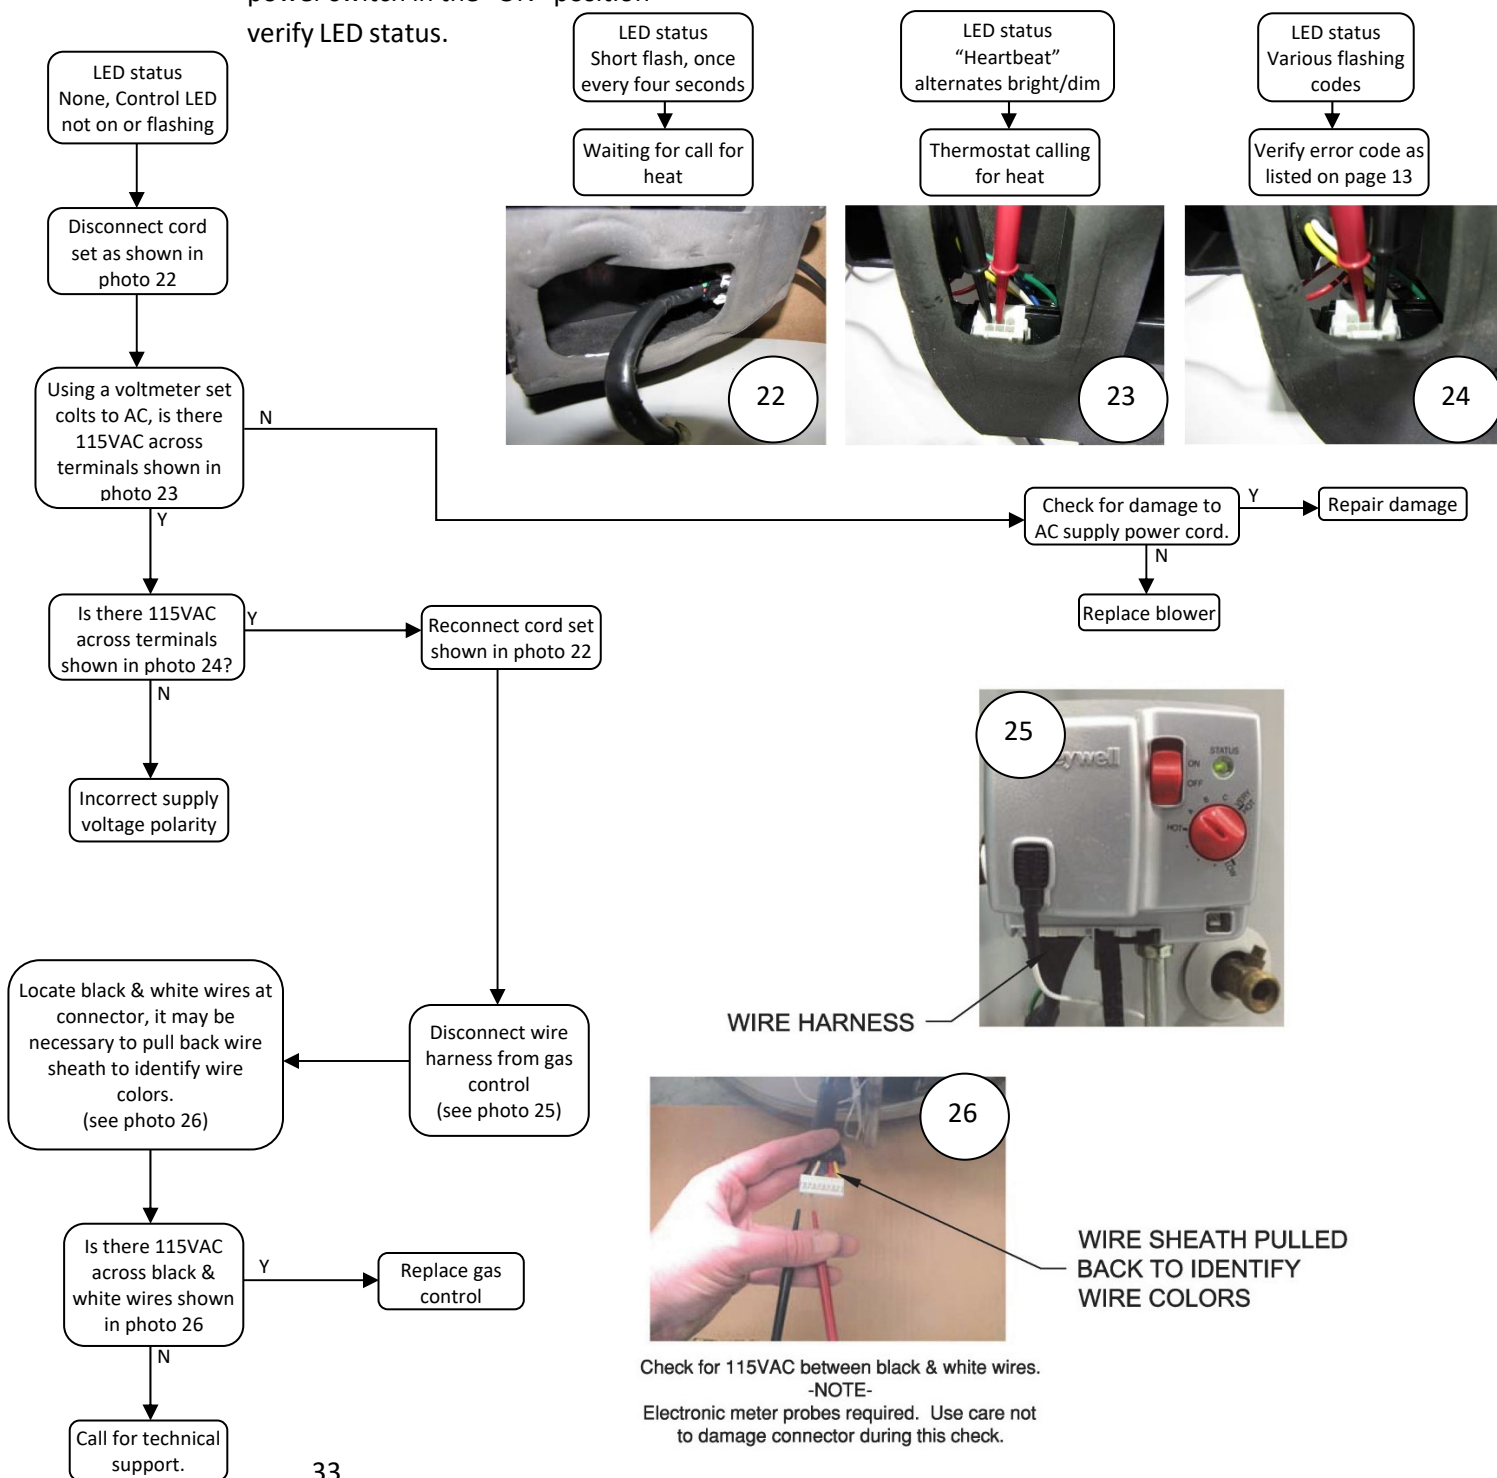 power switch in the "ON" position
verify LED status.
LED status
None, Control LED
not on or flashing
LED status
Short flash, once
every four seconds
LED status
“Heartbeat”
alternates bright/dim
LED status
Various flashing
codes
Waiting for call for
heat
Thermostat calling
for heat
Verify error code as
listed on page 13
Disconnect cord
set as shown in
photo 22
22
23
24
Using a voltmeter set
colts to AC, is there
115VAC across
terminals shown in
photo 23
N
Y
Check for damage to
AC supply power cord.
Y
Repair damage
N
Replace blower
Is there 115VAC
across terminals
shown in photo 24?
Y
Reconnect cord set
shown in photo 22
N
Incorrect supply
voltage polarity
25
eywell
STATUS
ON
OFF
HOT
A
B
C
VERY
HOT
LOW
WIRE HARNESS
Disconnect wire
harness from gas
control
(see photo 25)
Locate black & white wires at
connector, it may be
necessary to pull back wire
sheath to identify wire
colors.
(see photo 26)
26
WIRE SHEATH PULLED
BACK TO IDENTIFY
WIRE COLORS
Is there 115VAC
across black &
white wires shown
in photo 26
Y
Replace gas
control
N
Call for technical
support.
Check for 115VAC between black & white wires.
-NOTE-
Electronic meter probes required. Use care not
to damage connector during this check.
33